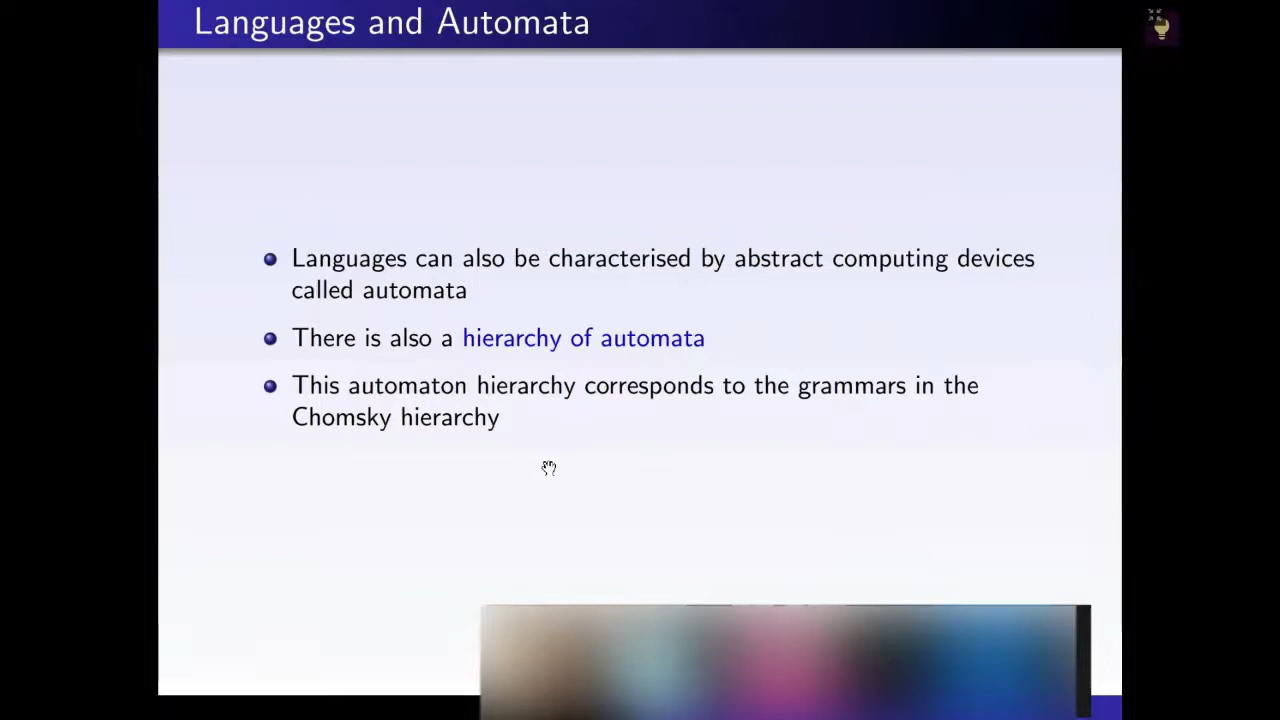 Languages and Automata
Languages can also be characterised by abstract computing devices
called automata
There is also a hierarchy of automata
This automaton hierarchy corresponds to the grammars in the
Chomsky hierarchy